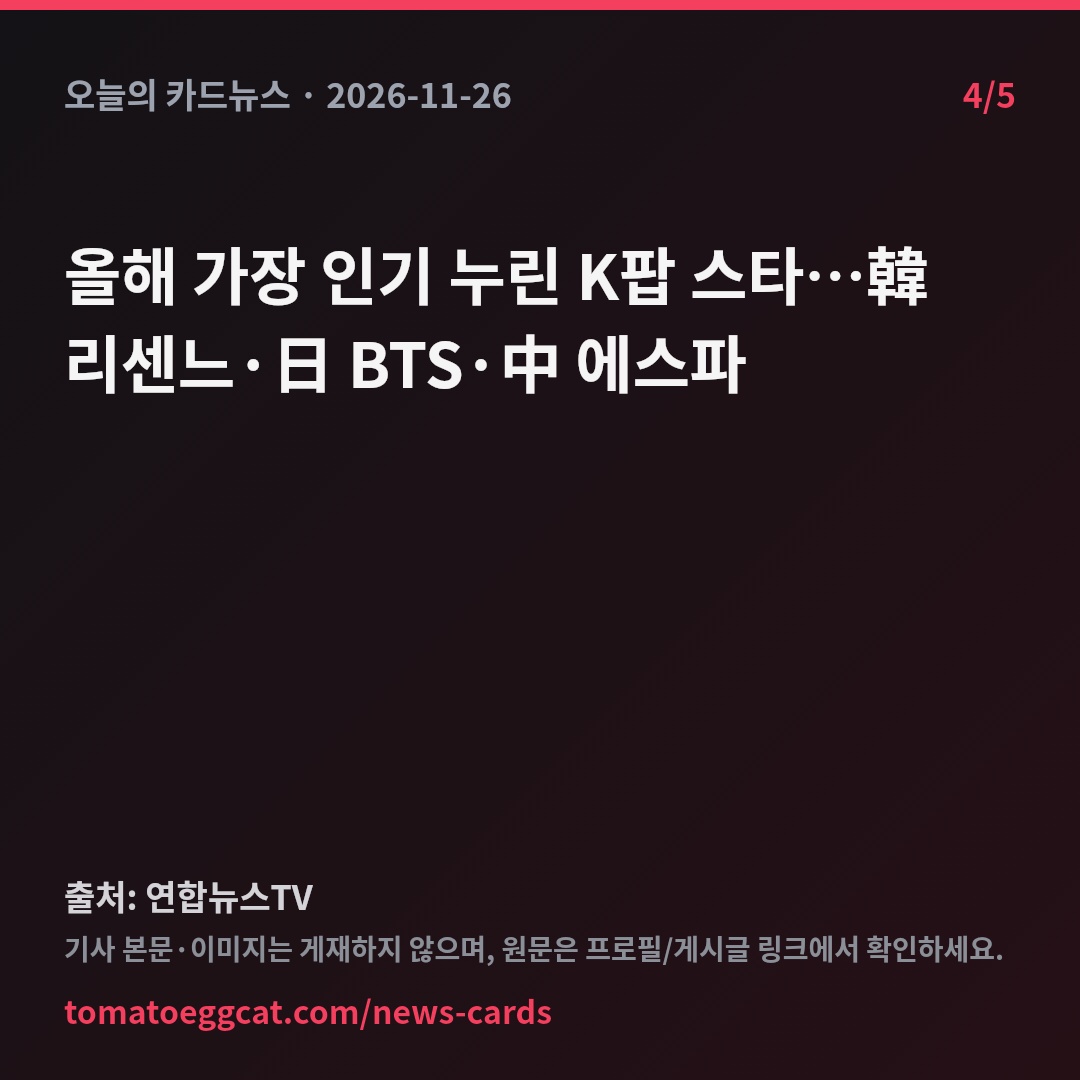 오늘의 카드뉴스 · 2026-11-26
4/5
올해 가장 인기 누린 K팝 스타…韓
리센느·日 BTS·中 에스파
출처: 연합뉴스TV
기사 본문·이미지는 게재하지 않으며, 원문은 프로필/게시글 링크에서 확인하세요.
tomatoeggcat.com/news-cards